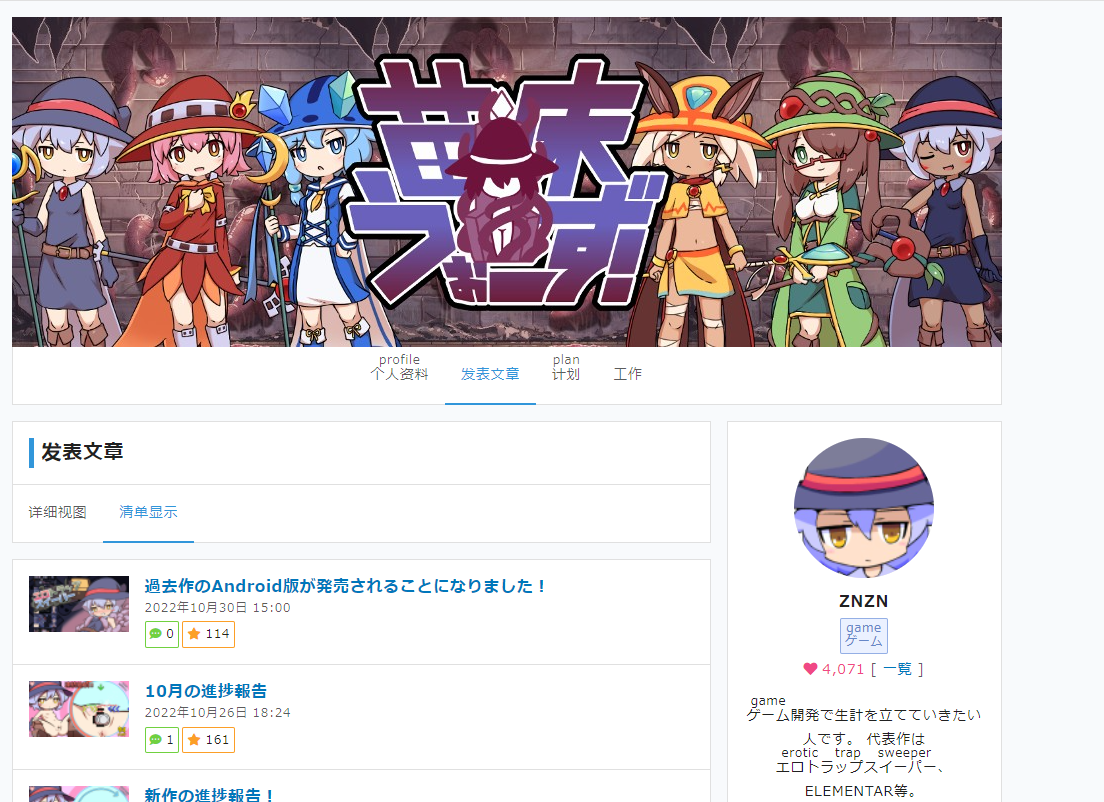 苗床うぉーず!
profile
个人资料
发表文章
plan
计划
工作
发表文章
详细视图
清单显示
過去作のAndroid版が発売されることになりました！
2022年10月30日 15:00
0
114
10月の進捗報告
2022年10月26日 18:24
1
161
新作の進捗報告！
ZNZN
game
ゲーム
4,071 [ 一覧 ]
game
ゲーム開発で生計を立てていきたい
人です。 代表作は
erotic trap sweeper
エロトラップスイーパー、
ELEMENTAR等。